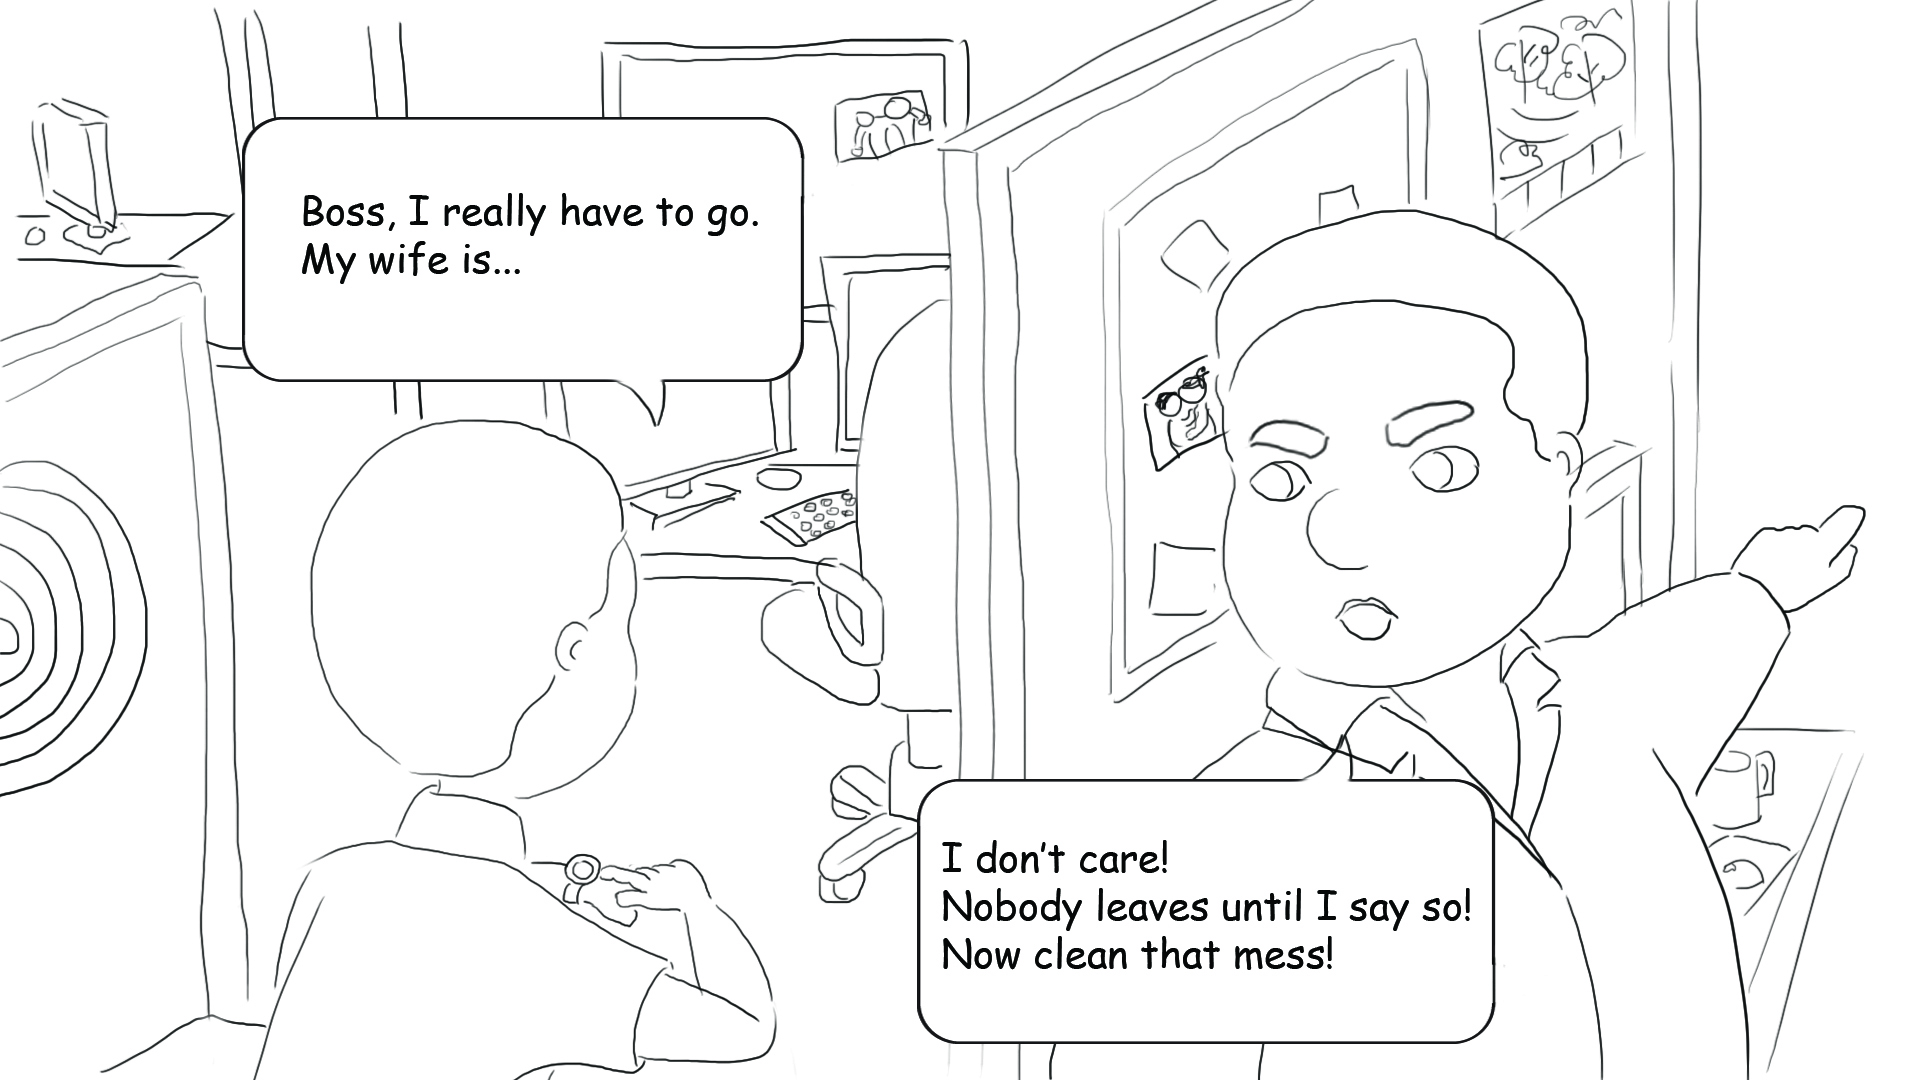 Boss, I really have to go.
My wife is...
I don't care!
Nobody leaves until I say so!
Now clean that mess!